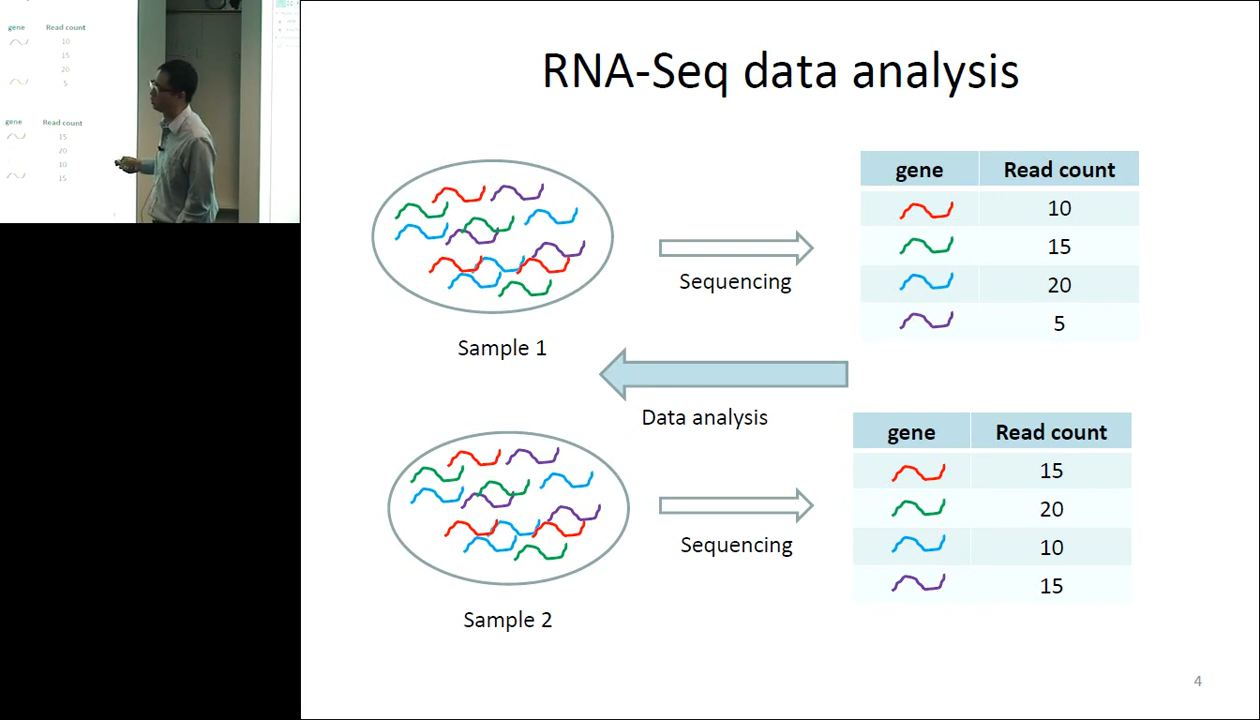 gene Read count
10
15
20
5
gene Read count
15
20
10
15
RNA-Seq data analysis
gene Read count
10
15
20
5
Sequencing
Sample 1
Data analysis
gene Read count
15
20
10
15
Sequencing
Sample 2
4